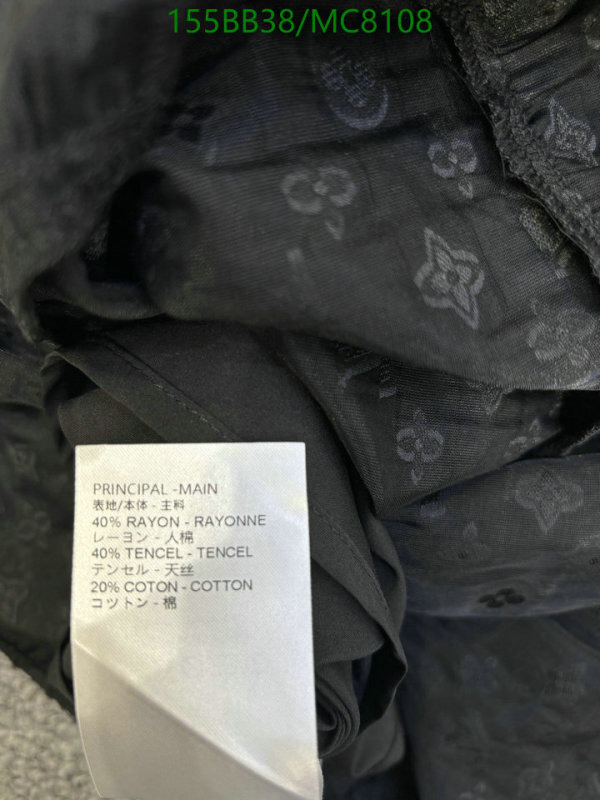 155BB38/MC8108
PRINCIPAL -MAIN
表地/本体 - 主料
40% RAYON - RAYONNE
レーヨン - 人棉
40% TENCEL - TENCEL
テンセル - 天丝
20% COTON - COTTON
コットン - 棉